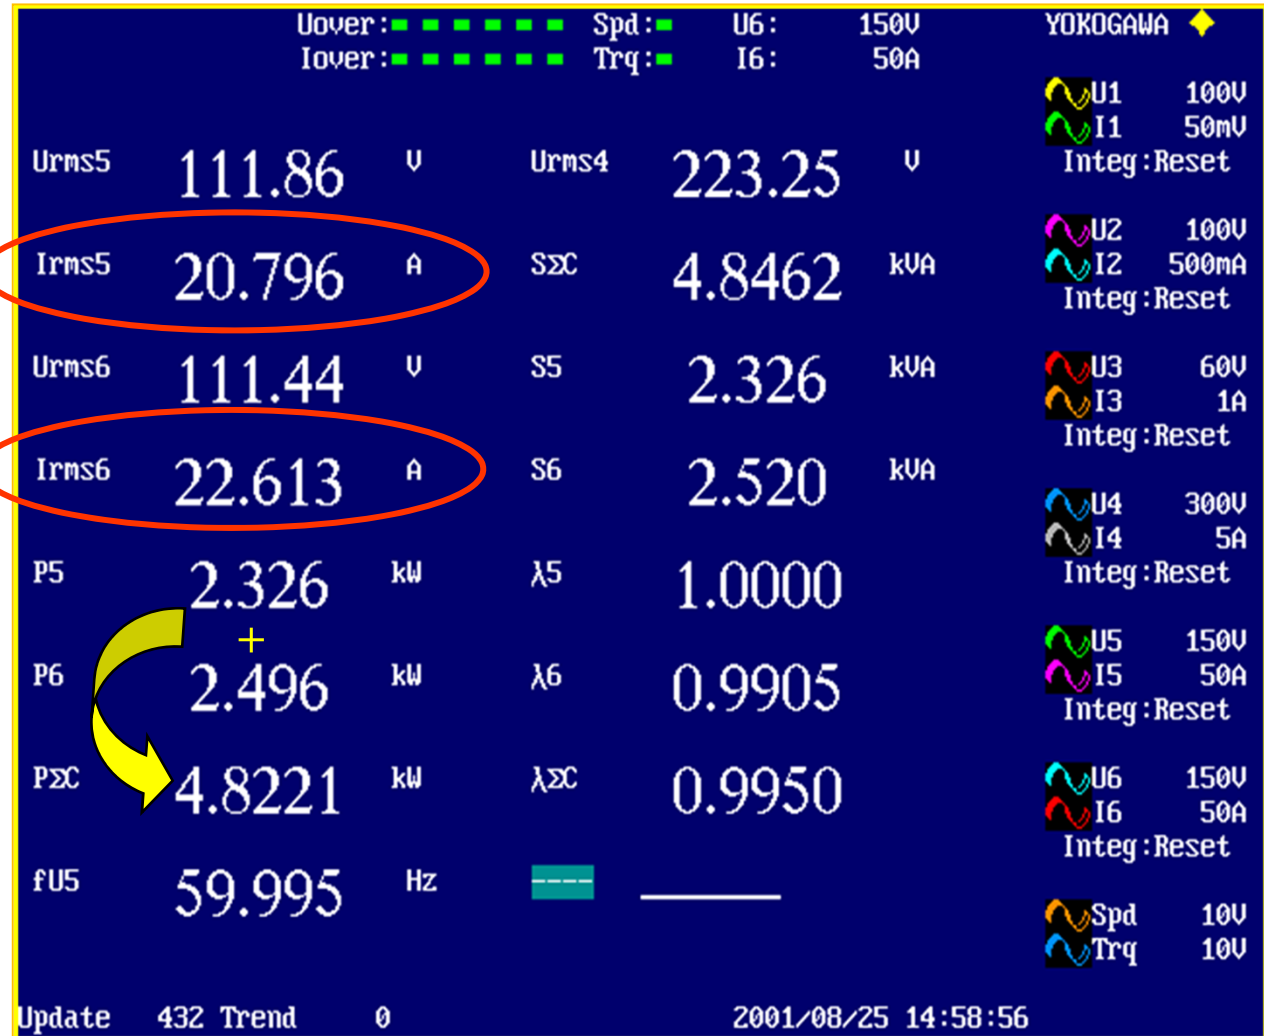 Uover: Spd: U6: 150V YOKOGAWA
Iover: Trq: I6: 50A
U1 100V
I1 50mV
Urms5 111.86 V Urms4 223.25 V Integ:Reset
U2 100V
Irms5 20.796 A SΣC 4.8462 kVA I2 500mA
Integ:Reset
Urms6 111.44 V S5 2.326 kVA U3 60V
I3 1A
Integ:Reset
Irms6 22.613 A S6 2.520 kVA
U4 300V
I4 5A
P5 2.326 kW λ5 1.0000 Integ:Reset
+ U5 150V
P6 2.496 kW λ6 0.9905 I5 50A
Integ:Reset
PΣC 4.8221 kW λΣC 0.9950 U6 150V
I6 50A
Integ:Reset
fU5 59.995 Hz ---- ______
Spd 10V
Trq 10V
Update 432 Trend 0 2001/08/25 14:58:56